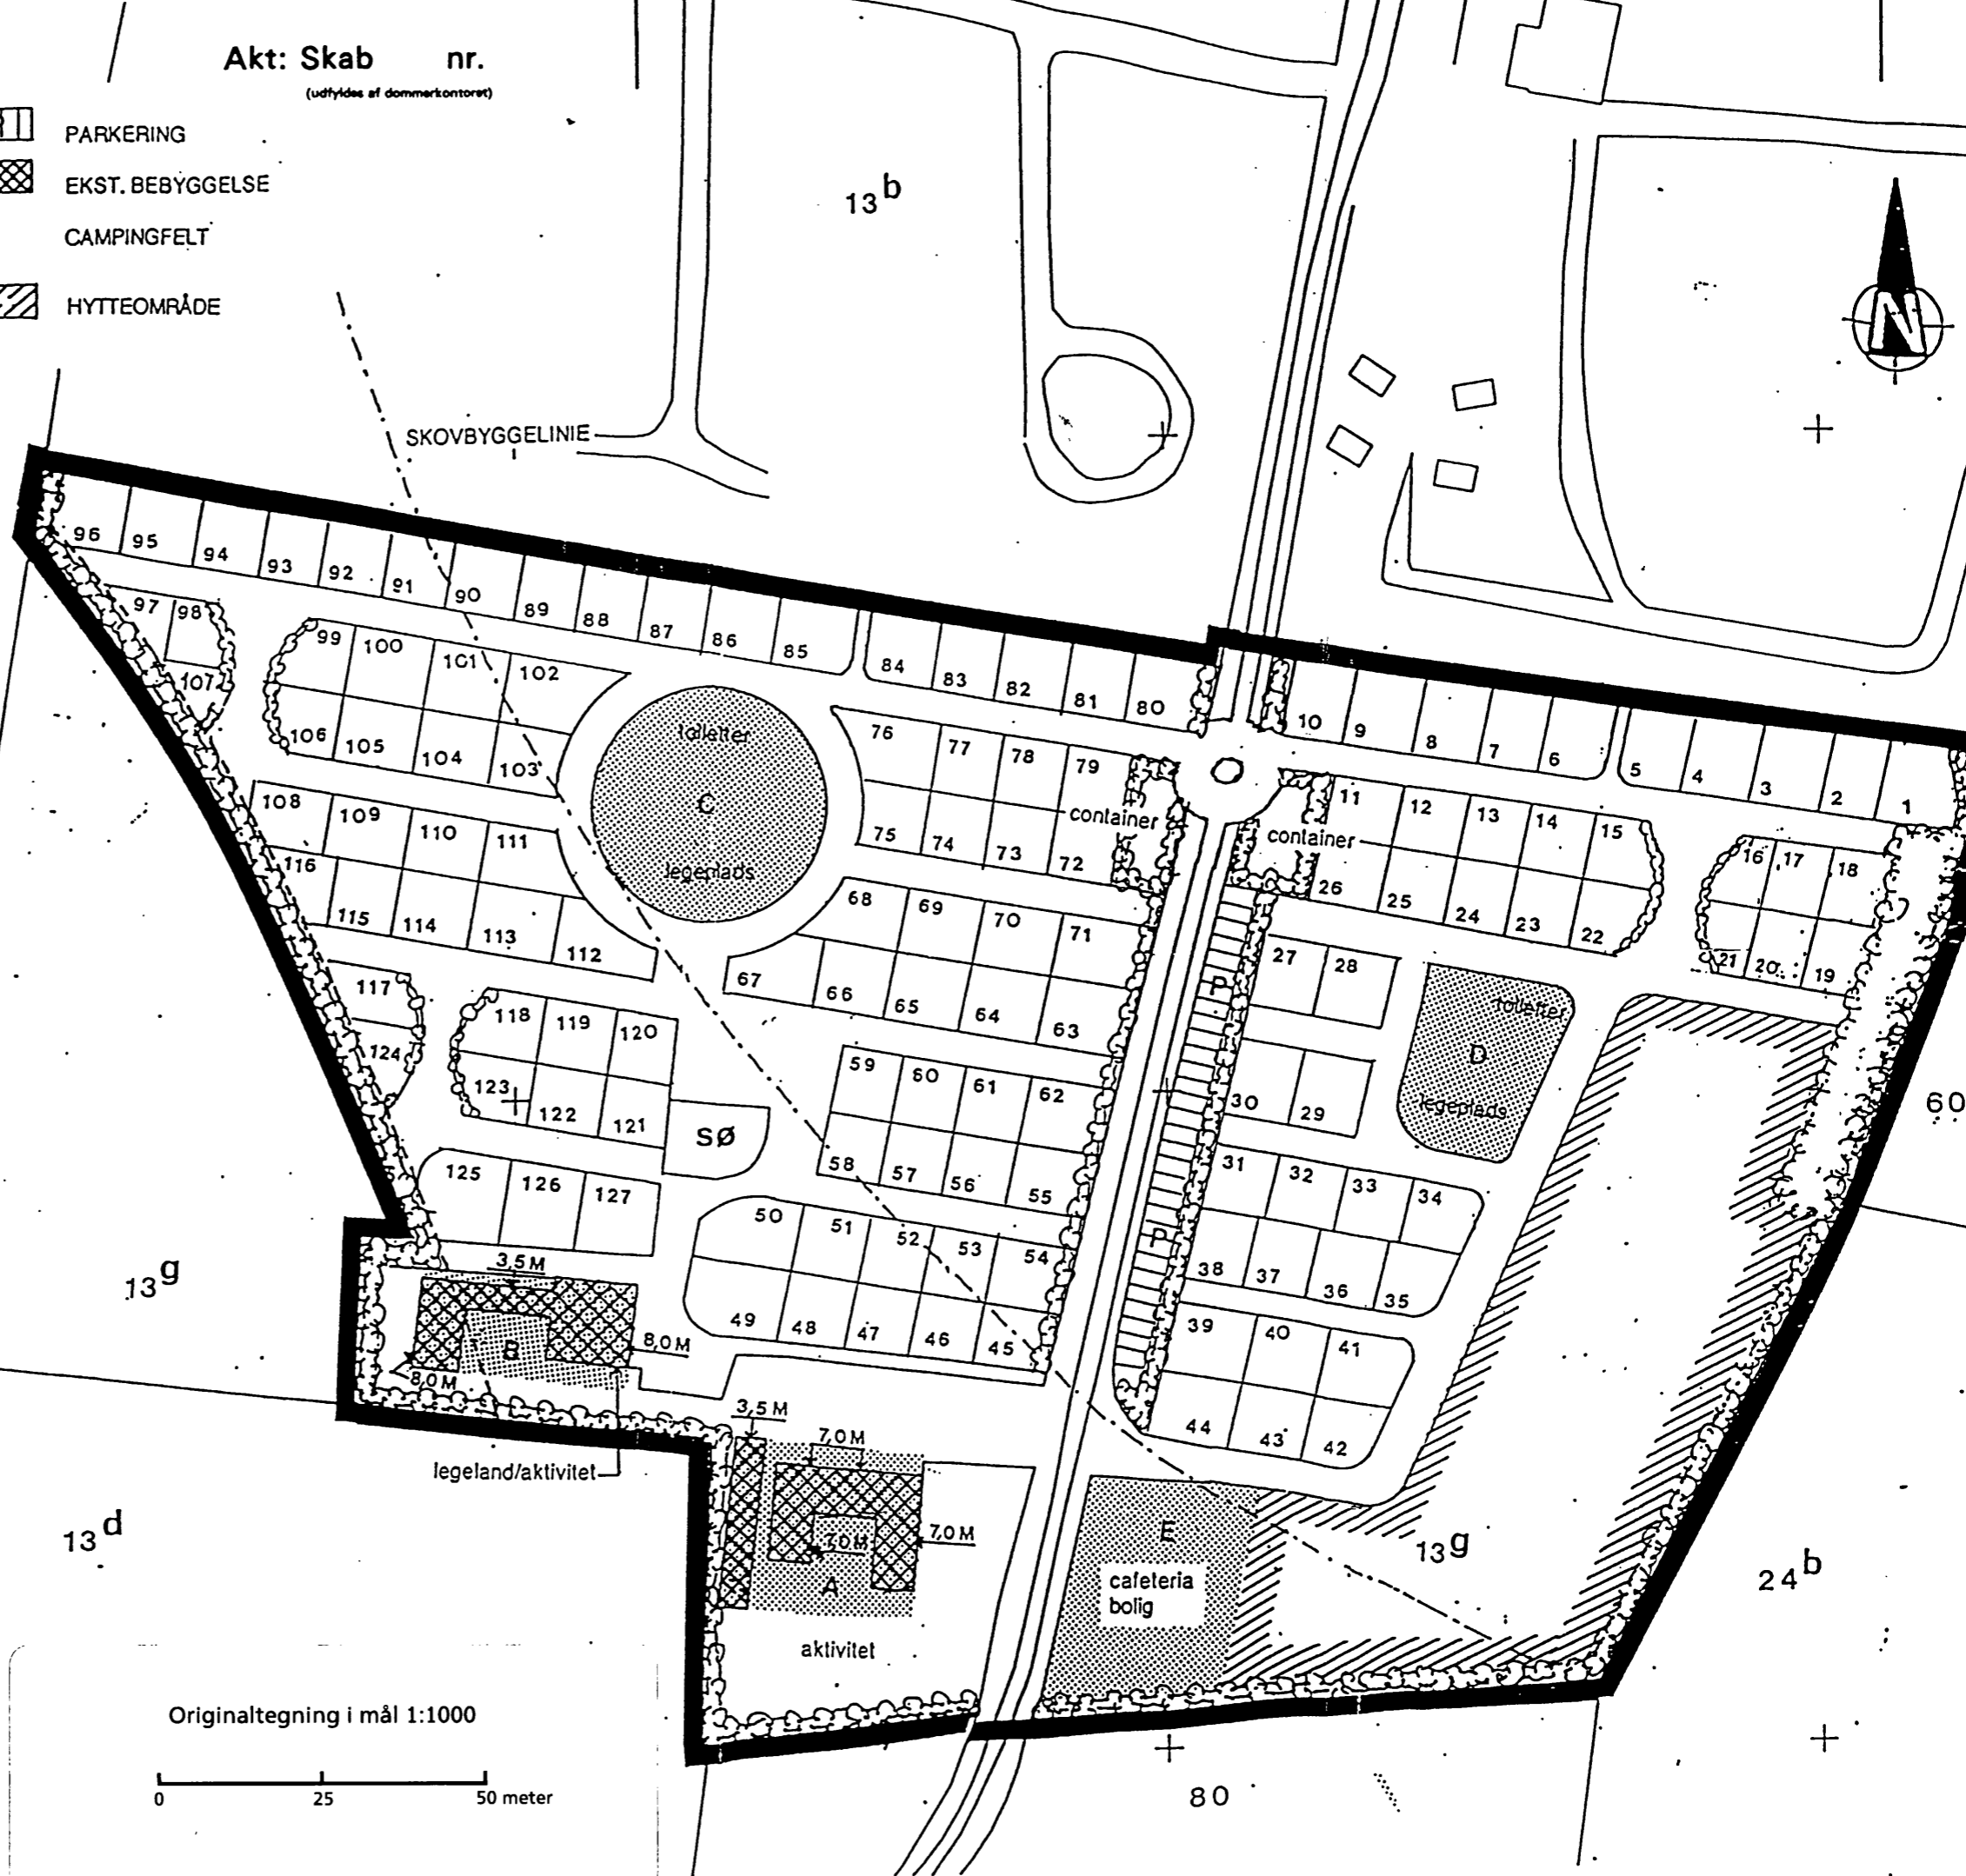 Akt: Skab nr.
(udfyldes af dommerkontoret)
PARKERING
EKST. BEBYGGELSE
CAMPINGFELT
HYTTEOMRÅDE
13b
N
SKOVBYGGELINIE
96 95 94 93 92 91 90 89 88 87 86 85 84 83 82 81 80
10 9 8 7 6 5 4 3 2 1
97 98
107
99 100 101 102
106 105 104 103
toiletter
C
legeplads
76 77 78 79
75 74 73 72
container
container
11 12 13 14 15
26 25 24 23 22
16 17 18
21 20 19
108 109 110 111
116 115 114 113 112
68 69 70 71
67 66 65 64 63
P
27 28
30 29
toiletter
D
legeplads
60
117
124
118 119 120
123 122 121
SØ
59 60 61 62
58 57 56 55
31 32 33 34
38 37 36 35
P
125 126 127
50 51 52 53 54
49 48 47 46 45
39 40 41
44 43 42
13g
3,5 M
B
8,0 M
8,0 M
legeland/aktivitet
3,5 M
7,0 M
7,0 M
7,0 M
A
aktivitet
E
cafeteria
bolig
13g
24b
13d
Originaltegning i mål 1:1000
0 25 50 meter
80